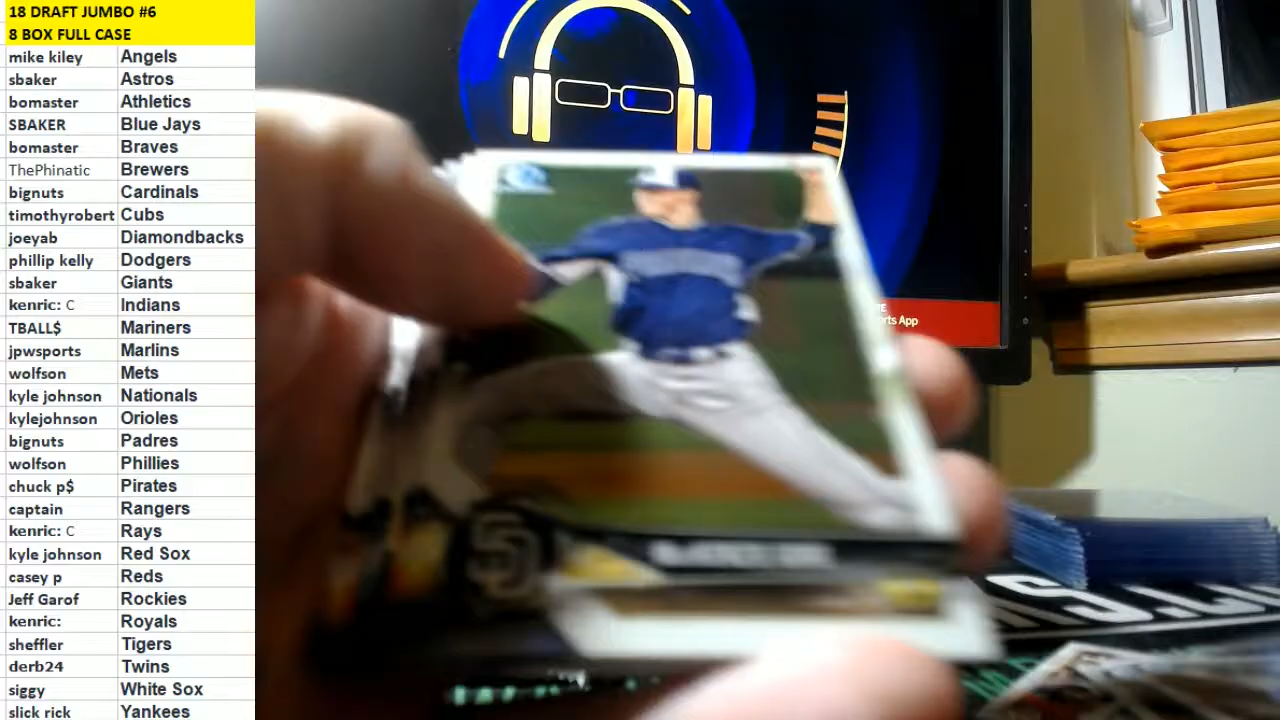 18 DRAFT JUMBO #6
8 BOX FULL CASE
mike kiley Angels
sbaker Astros
bomaster Athletics
SBAKER Blue Jays
bomaster Braves
ThePhinatic Brewers
bignuts Cardinals
timothyrobert Cubs
joeyab Diamondbacks
phillip kelly Dodgers
sbaker Giants
kenric: C Indians
TBALL$ Mariners
jpwsports Marlins
wolfson Mets
kyle johnson Nationals
kylejohnson Orioles
bignuts Padres
wolfson Phillies
chuck p$ Pirates
captain Rangers
kenric: C Rays
kyle johnson Red Sox
casey p Reds
Jeff Garof Rockies
kenric: Royals
sheffler Tigers
derb24 Twins
siggy White Sox
slick rick Yankees
rts App
SD